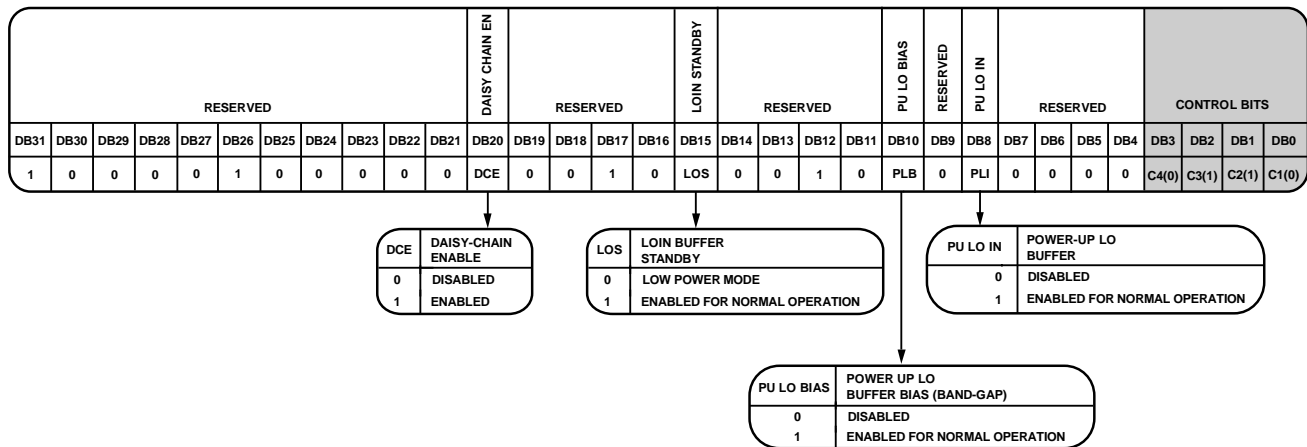 DAISY CHAIN EN
LOIN STANDBY
PU LO BIAS
RESERVED
PU LO IN
RESERVED RESERVED RESERVED RESERVED CONTROL BITS
DB31 DB30 DB29 DB28 DB27 DB26 DB25 DB24 DB23 DB22 DB21 DB20 DB19 DB18 DB17 DB16 DB15 DB14 DB13 DB12 DB11 DB10 DB9 DB8 DB7 DB6 DB5 DB4 DB3 DB2 DB1 DB0
1 0 0 0 0 1 0 0 0 0 0 DCE 0 0 1 0 LOS 0 0 1 0 PLB 0 PLI 0 0 0 0 C4(0) C3(1) C2(1) C1(0)
DCE DAISY-CHAIN
ENABLE
0 DISABLED
1 ENABLED
LOS LOIN BUFFER
STANDBY
0 LOW POWER MODE
1 ENABLED FOR NORMAL OPERATION
PU LO IN POWER-UP LO
BUFFER
0 DISABLED
1 ENABLED FOR NORMAL OPERATION
PU LO BIAS POWER UP LO
BUFFER BIAS (BAND-GAP)
0 DISABLED
1 ENABLED FOR NORMAL OPERATION